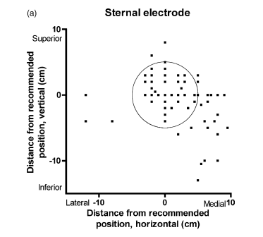 (a)
Sternal electrode
10
Superior
0
-10
Inferior
Distance from recommended
position, vertical (cm)
Lateral -10 0 Medial 10
Distance from recommended
position, horizontal (cm)